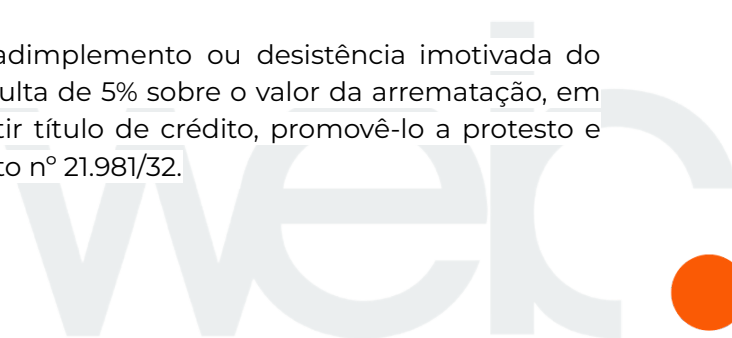 adimplemento ou desistência imotivada do
ulta de 5% sobre o valor da arrematação, em
tir título de crédito, promovê-lo a protesto e
to nº 21.981/32.
web.